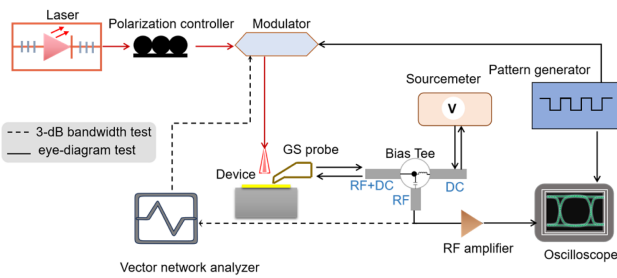 Laser
Polarization controller
Modulator
Sourcemeter
V
Pattern generator
3-dB bandwidth test
eye-diagram test
GS probe
Bias Tee
Device
RF+DC
DC
RF
RF amplifier
Oscilloscope
Vector network analyzer